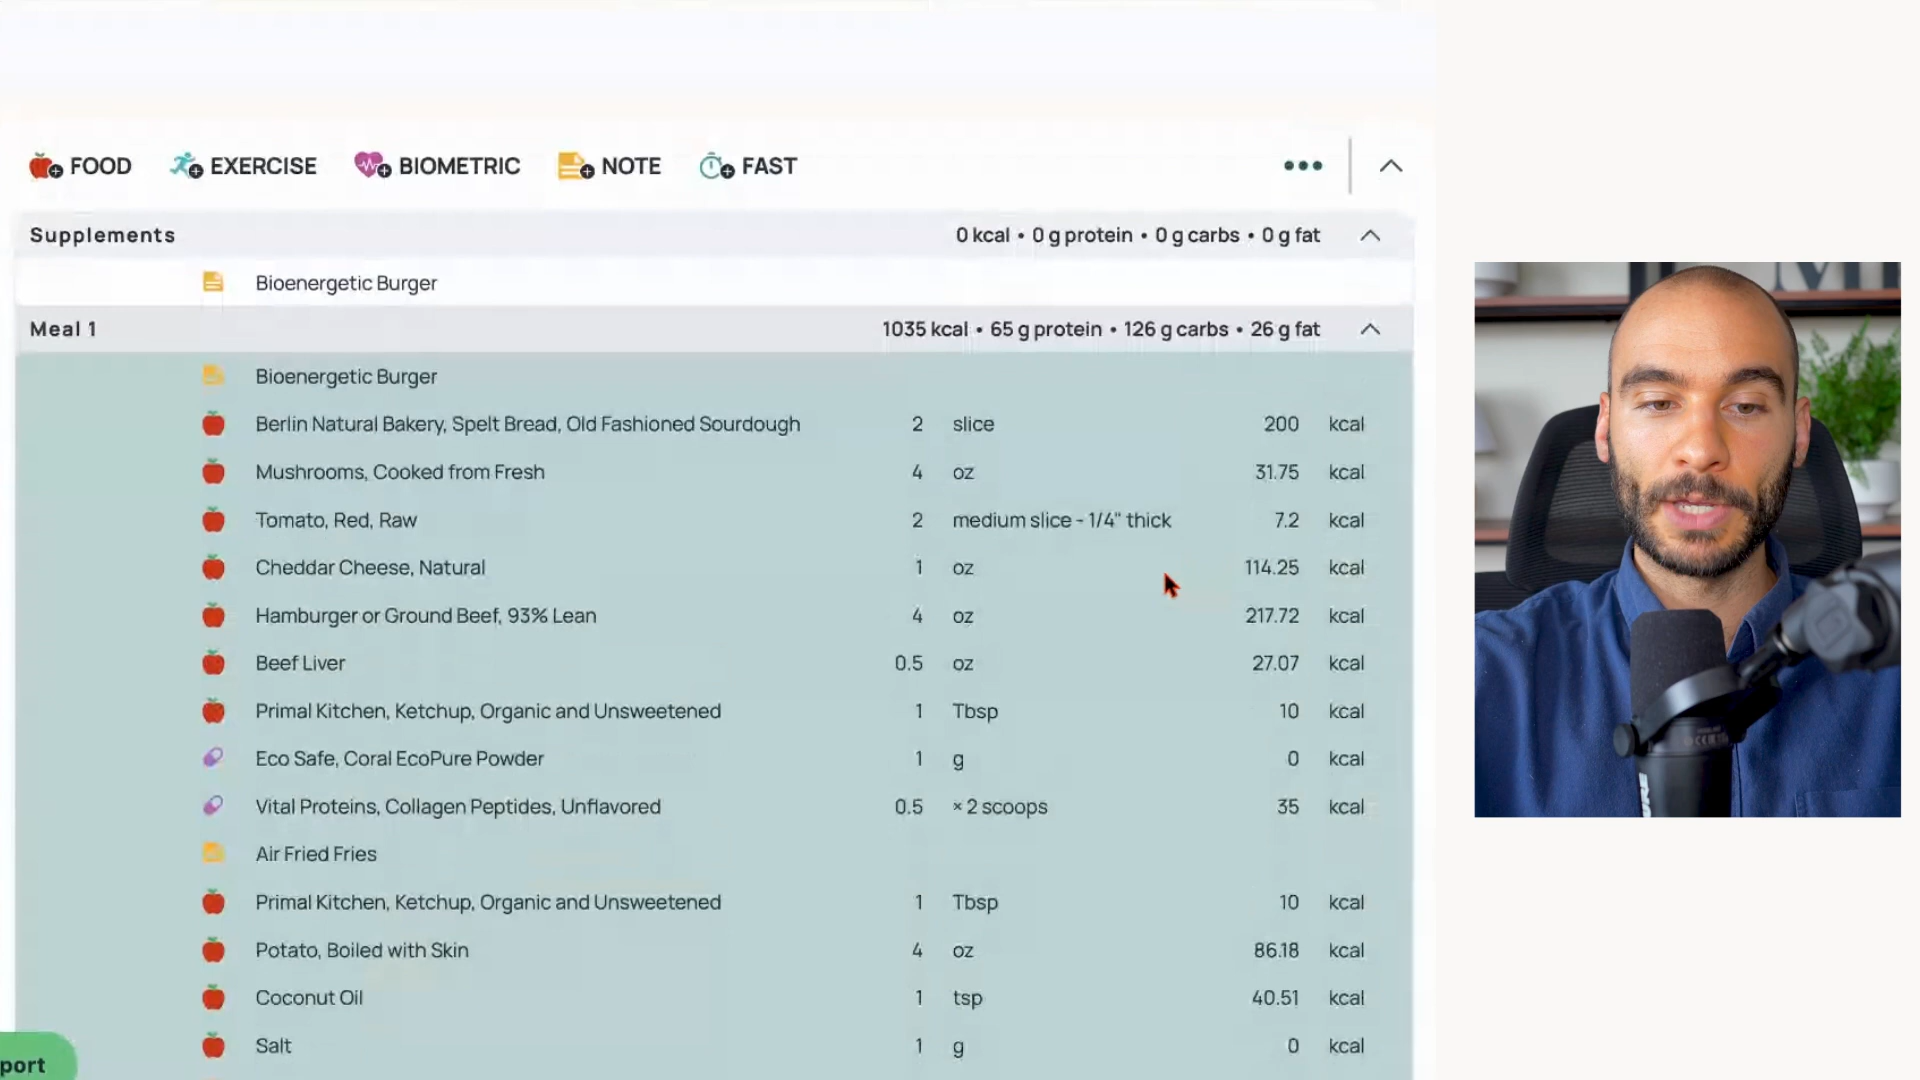 FOOD EXERCISE BIOMETRIC NOTE FAST
Supplements 0 kcal • 0 g protein • 0 g carbs • 0 g fat
Bioenergetic Burger
Meal 1 1035 kcal • 65 g protein • 126 g carbs • 26 g fat
Bioenergetic Burger
Berlin Natural Bakery, Spelt Bread, Old Fashioned Sourdough 2 slice 200 kcal
Mushrooms, Cooked from Fresh 4 oz 31.75 kcal
Tomato, Red, Raw 2 medium slice - 1/4" thick 7.2 kcal
Cheddar Cheese, Natural 1 oz 114.25 kcal
Hamburger or Ground Beef, 93% Lean 4 oz 217.72 kcal
Beef Liver 0.5 oz 27.07 kcal
Primal Kitchen, Ketchup, Organic and Unsweetened 1 Tbsp 10 kcal
Eco Safe, Coral EcoPure Powder 1 g 0 kcal
Vital Proteins, Collagen Peptides, Unflavored 0.5 × 2 scoops 35 kcal
Air Fried Fries
Primal Kitchen, Ketchup, Organic and Unsweetened 1 Tbsp 10 kcal
Potato, Boiled with Skin 4 oz 86.18 kcal
Coconut Oil 1 tsp 40.51 kcal
Salt 1 g 0 kcal
port